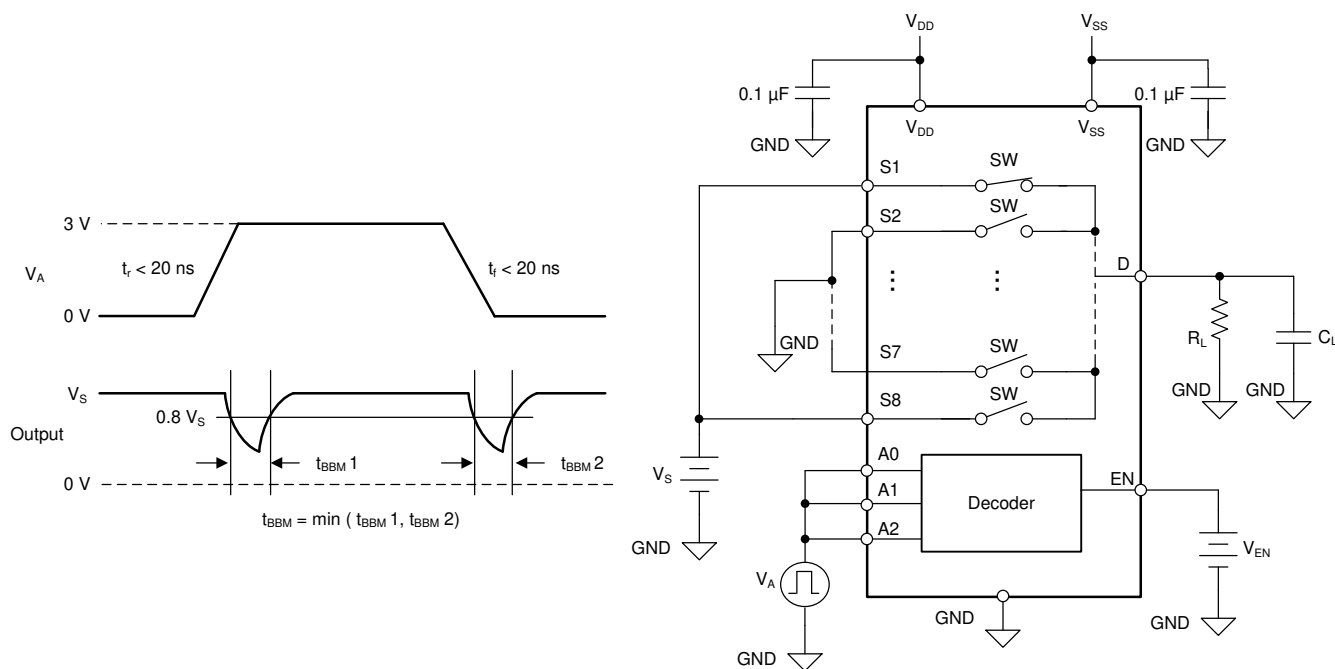 3 V
V_A
t_r < 20 ns
t_f < 20 ns
0 V
V_S
0.8 V_S
Output
t_BBM 1
t_BBM 2
0 V
t_BBM = min ( t_BBM 1, t_BBM 2)
V_DD
V_SS
0.1 µF
0.1 µF
V_DD
V_SS
GND
GND
S1
SW
S2
SW
GND
S7
SW
S8
SW
D
R_L
C_L
GND
GND
V_S
GND
A0
A1
A2
Decoder
EN
V_EN
V_A
GND
GND
GND